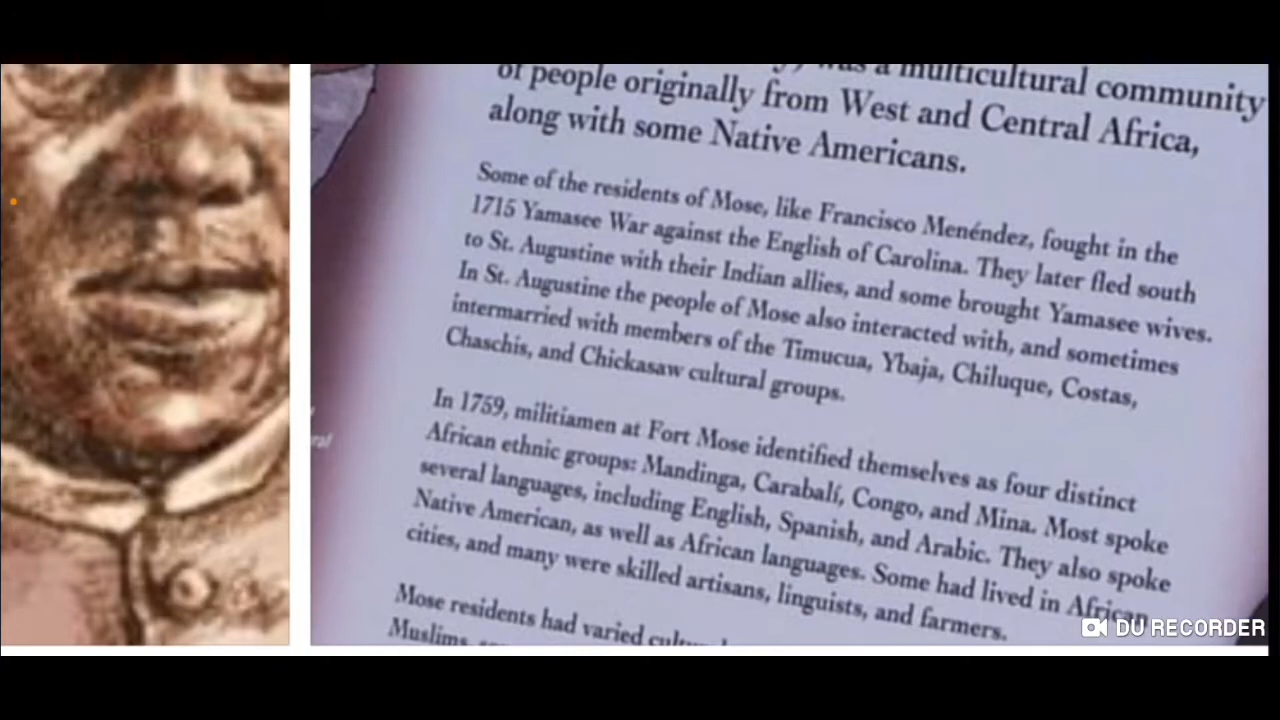 was a multicultural community
of people originally from West and Central Africa,
along with some Native Americans.
Some of the residents of Mose, like Francisco Menéndez, fought in the
1715 Yamasee War against the English of Carolina. They later fled south
to St. Augustine with their Indian allies, and some brought Yamasee wives.
In St. Augustine the people of Mose also interacted with, and sometimes
intermarried with members of the Timucua, Ybaja, Chiluque, Costas,
Chaschis, and Chickasaw cultural groups.
In 1759, militiamen at Fort Mose identified themselves as four distinct
African ethnic groups: Mandinga, Carabalí, Congo, and Mina. Most spoke
several languages, including English, Spanish, and Arabic. They also spoke
Native American, as well as African languages. Some had lived in African
cities, and many were skilled artisans, linguists, and farmers.
Mose residents had varied
Muslims,
DU RECORDER